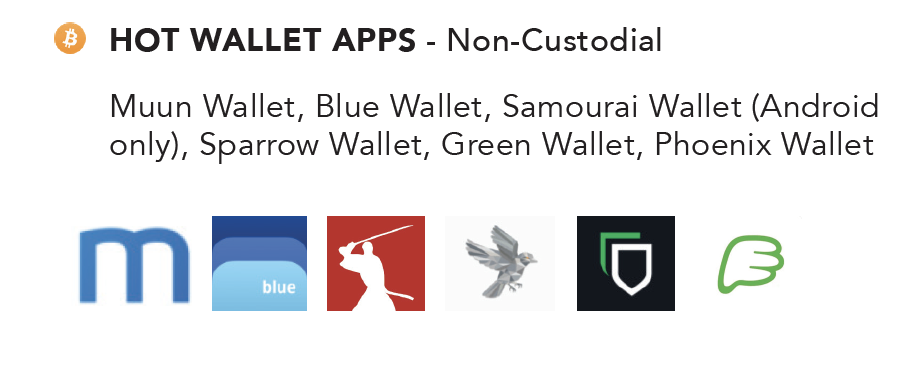 HOT WALLET APPS - Non-Custodial
Muun Wallet, Blue Wallet, Samourai Wallet (Android
only), Sparrow Wallet, Green Wallet, Phoenix Wallet
m
blue